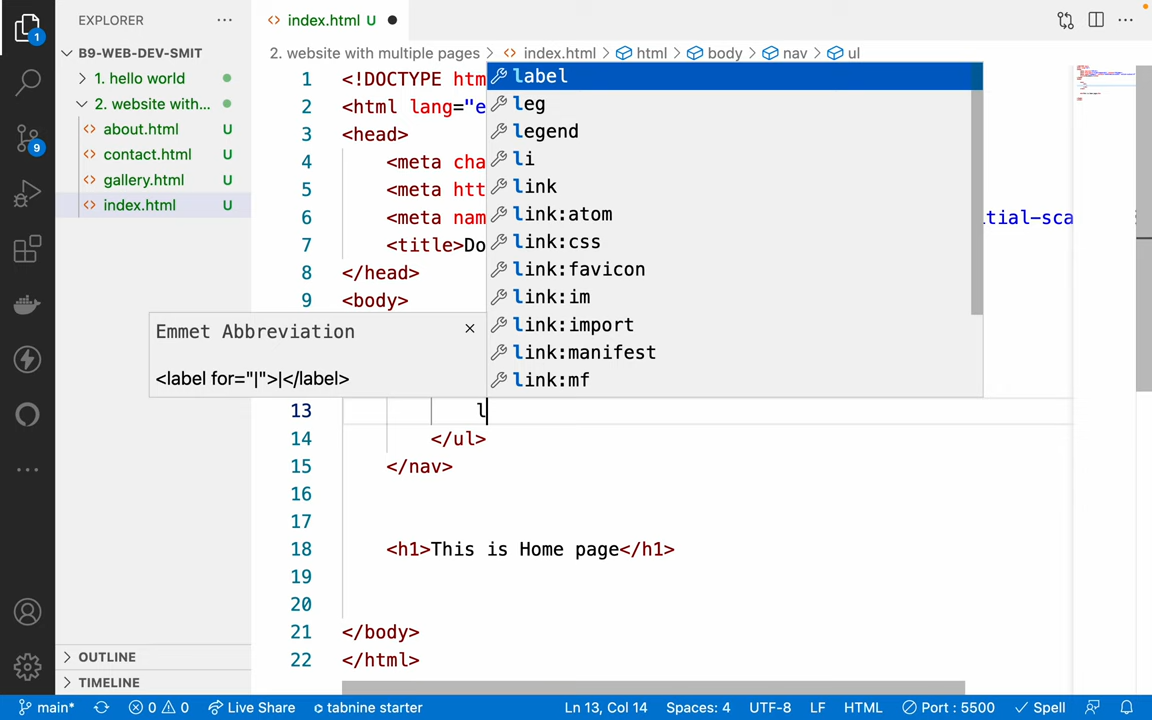 EXPLORER
index.html U
1
B9-WEB-DEV-SMIT
1. hello world
2. website with...
about.html U
contact.html U
gallery.html U
index.html U
9
OUTLINE
TIMELINE
2. website with multiple pages > index.html > html > body > nav > ul
1 <!DOCTYPE htm
2 <html lang="e
3 <head>
4 <meta cha
5 <meta htt
6 <meta nam tial-sca
7 <title>Do
8 </head>
9 <body>
label
leg
legend
li
link
link:atom
link:css
link:favicon
link:im
link:import
link:manifest
link:mf
Emmet Abbreviation ×
<label for="|">|</label>
13 l
14 </ul>
15 </nav>
16
17
18 <h1>This is Home page</h1>
19
20
21 </body>
22 </html>
main* 0 0 Live Share tabnine starter Ln 13, Col 14 Spaces: 4 UTF-8 LF HTML Port : 5500 Spell